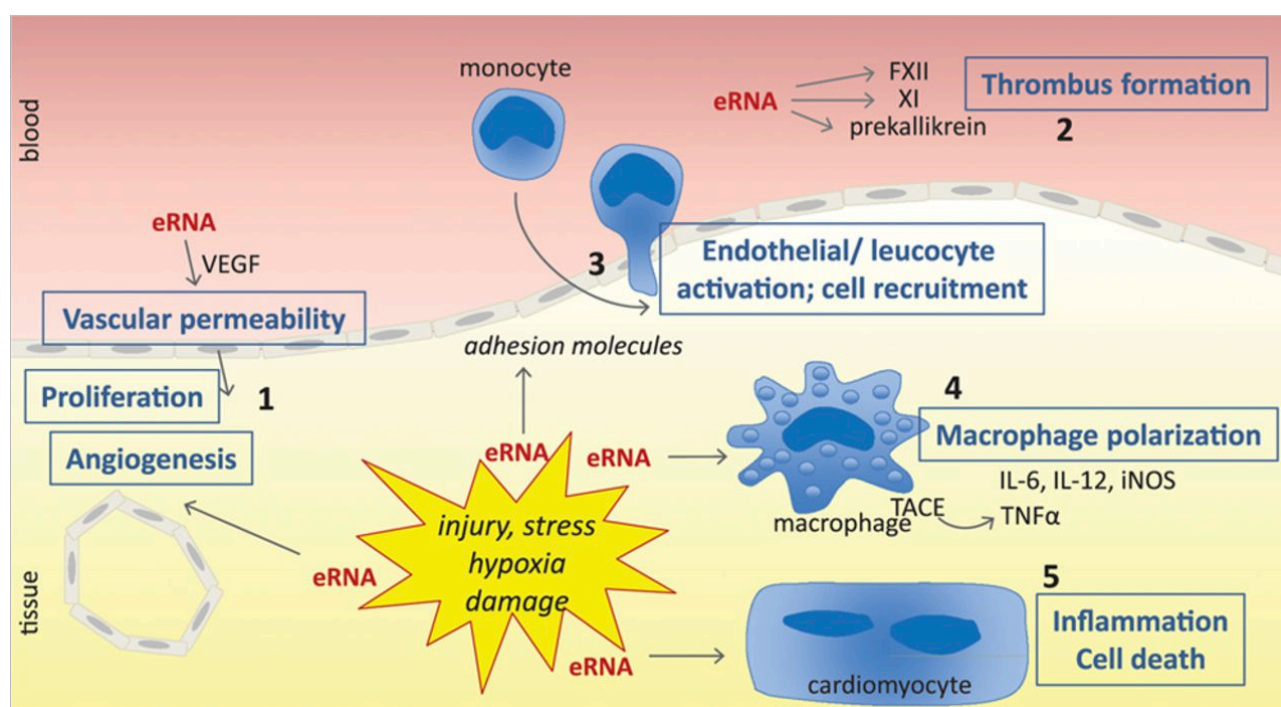 blood
monocyte
eRNA
FXII
XI
prekallikrein
Thrombus formation
2
eRNA
VEGF
Vascular permeability
3
Endothelial/ leucocyte
activation; cell recruitment
adhesion molecules
Proliferation
1
Angiogenesis
eRNA
eRNA
4
Macrophage polarization
IL-6, IL-12, iNOS
TACE
TNFα
macrophage
injury, stress
hypoxia
damage
eRNA
tissue
eRNA
5
Inflammation
Cell death
cardiomyocyte